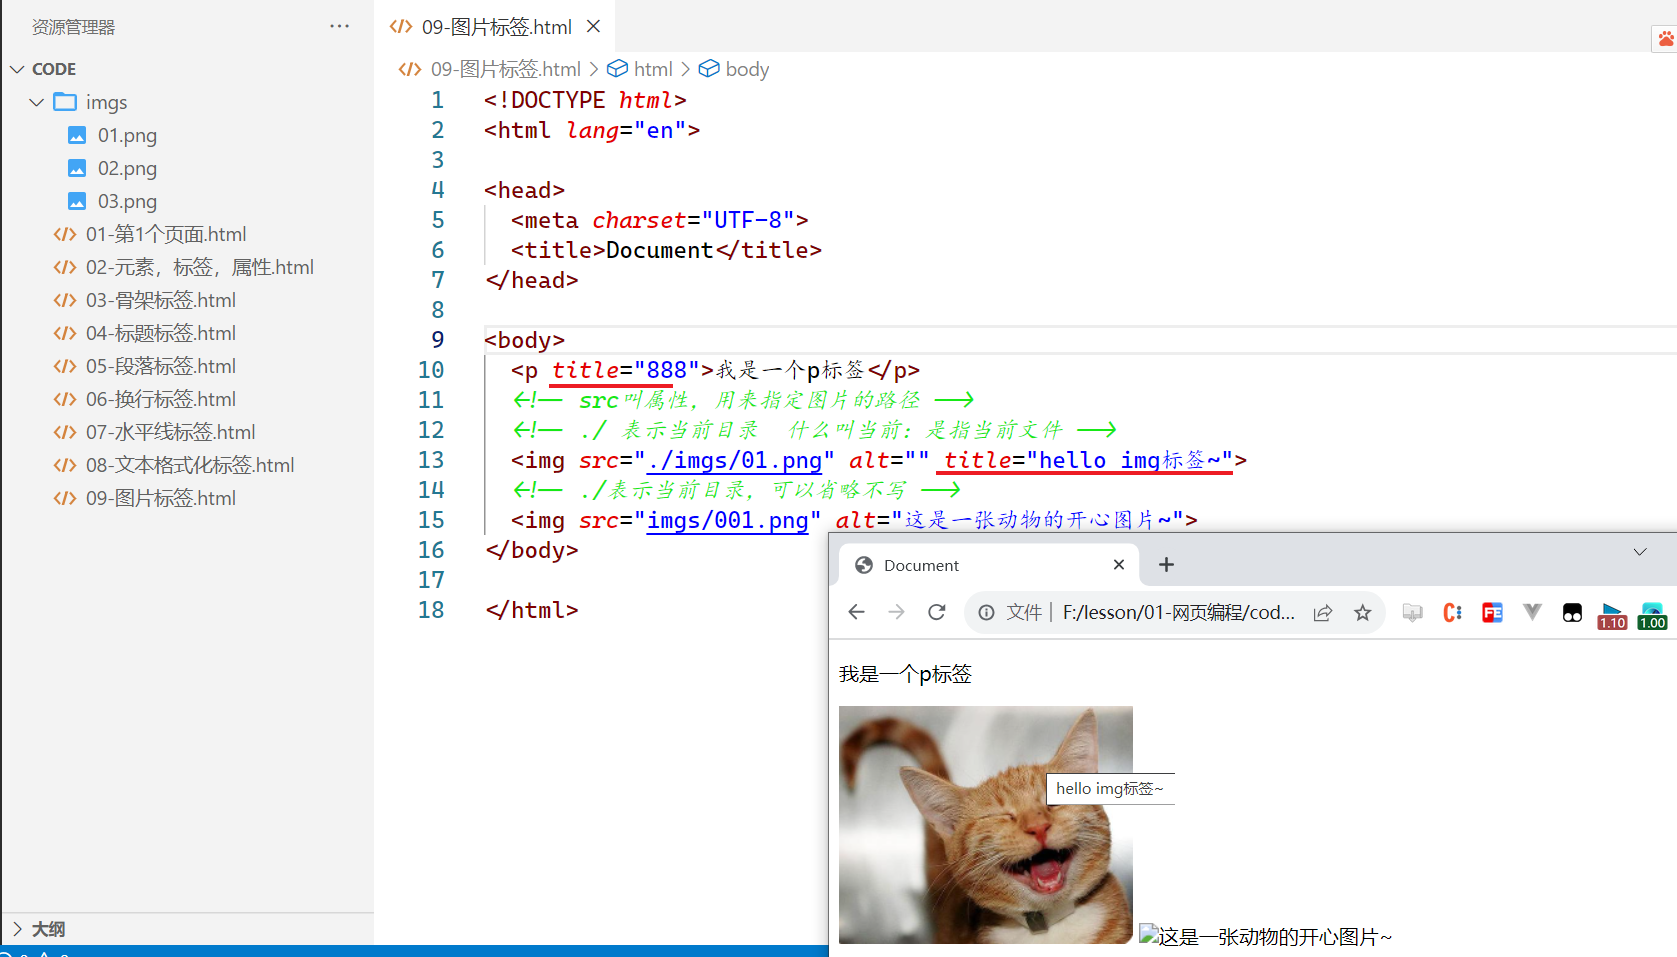 资源管理器 ···
CODE
imgs
01.png
02.png
03.png
01-第1个页面.html
02-元素，标签，属性.html
03-骨架标签.html
04-标题标签.html
05-段落标签.html
06-换行标签.html
07-水平线标签.html
08-文本格式化标签.html
09-图片标签.html
大纲
09-图片标签.html
09-图片标签.html > html > body
1 <!DOCTYPE html>
2 <html lang="en">
3
4 <head>
5 <meta charset="UTF-8">
6 <title>Document</title>
7 </head>
8
9 <body>
10 <p title="888">我是一个p标签</p>
11 <!-- src叫属性，用来指定图片的路径 -->
12 <!-- ./ 表示当前目录  什么叫当前：是指当前文件 -->
13 <img src="./imgs/01.png" alt="" title="hello img标签~">
14 <!-- ./表示当前目录，可以省略不写 -->
15 <img src="imgs/001.png" alt="这是一张动物的开心图片~">
16 </body>
17
18 </html>
Document
文件 | F:/lesson/01-网页编程/cod...
FE
1.10
1.00
我是一个p标签
hello img标签~
这是一张动物的开心图片~